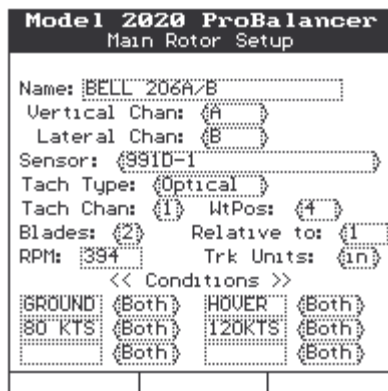 Model 2020 ProBalancer
Main Rotor Setup
Name: BELL 206A/B
Vertical Chan: {A }
Lateral Chan: {B }
Sensor: {991D-1 }
Tach Type: {Optical }
Tach Chan: {1} WtPos: {4 }
Blades: {2} Relative to: {1 }
RPM: 394 Trk Units: {in}
<< Conditions >>
GROUND {Both} HOVER {Both}
80 KTS {Both} 120KTS {Both}
{Both} {Both}